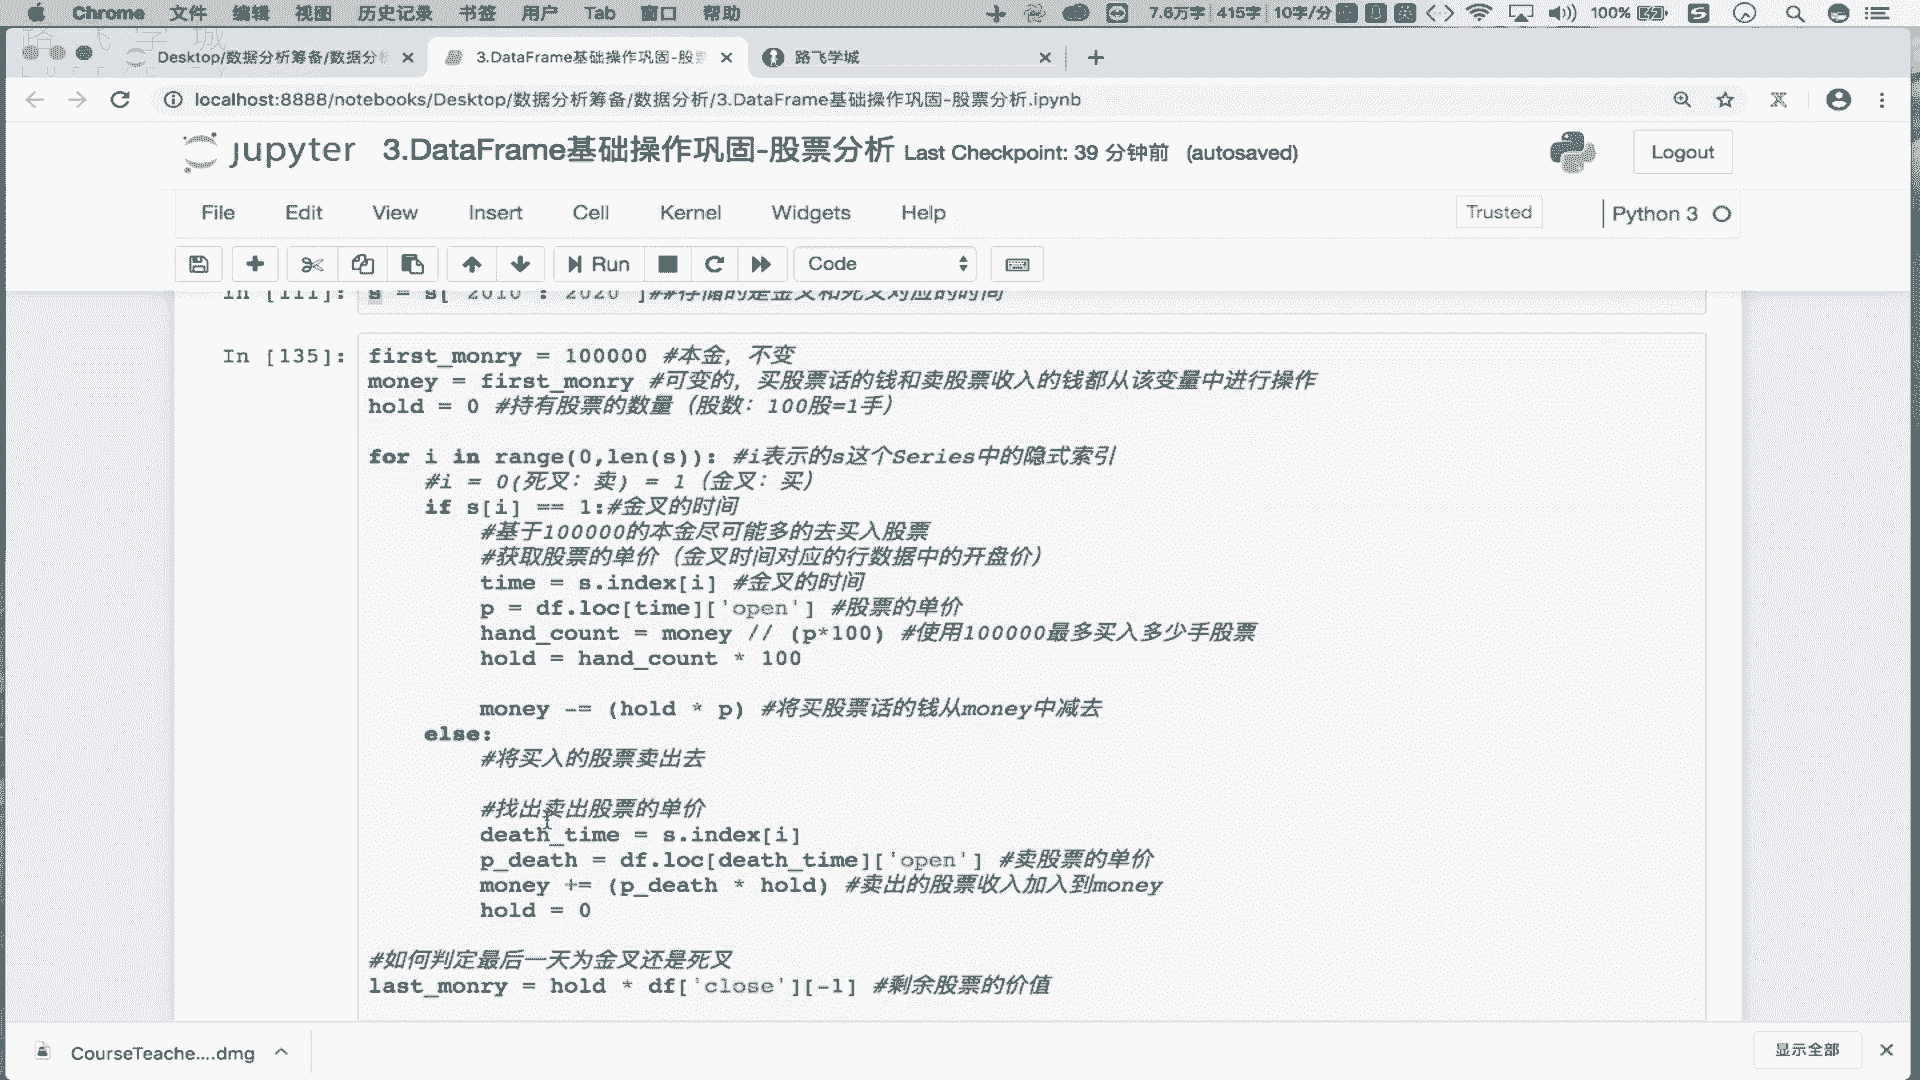 Chrome 文件 编辑 视图 历史记录 书签 用户 Tab 窗口 帮助 7.6万字 415字 10字/分 100%
Desktop/数据分析筹备/数据分析
3.DataFrame基础操作巩固-股票
路飞学城
localhost:8888/notebooks/Desktop/数据分析筹备/数据分析/3.DataFrame基础操作巩固-股票分析.ipynb
jupyter 3.DataFrame基础操作巩固-股票分析 Last Checkpoint: 39 分钟前 (autosaved)
Logout
File Edit View Insert Cell Kernel Widgets Help
Trusted
Python 3
Run
Code
In [111]: s = s['2010':'2020']##存储的是金叉和死叉对应的时间
In [135]: first_monry = 100000 #本金，不变
money = first_monry #可变的，买股票话的钱和卖股票收入的钱都从该变量中进行操作
hold = 0 #持有股票的数量（股数：100股=1手）
for i in range(0,len(s)): #i表示的s这个Series中的隐式索引
#i = 0(死叉：卖) = 1（金叉：买）
if s[i] == 1:#金叉的时间
#基于100000的本金尽可能多的去买入股票
#获取股票的单价（金叉时间对应的行数据中的开盘价）
time = s.index[i] #金叉的时间
p = df.loc[time]['open'] #股票的单价
hand_count = money // (p*100) #使用100000最多买入多少手股票
hold = hand_count * 100
money -= (hold * p) #将买股票话的钱从money中减去
else:
#将买入的股票卖出去
#找出卖出股票的单价
death_time = s.index[i]
p_death = df.loc[death_time]['open'] #卖股票的单价
money += (p_death * hold) #卖出的股票收入加入到money
hold = 0
#如何判定最后一天为金叉还是死叉
last_monry = hold * df['close'][-1] #剩余股票的价值
CourseTeache....dmg
显示全部